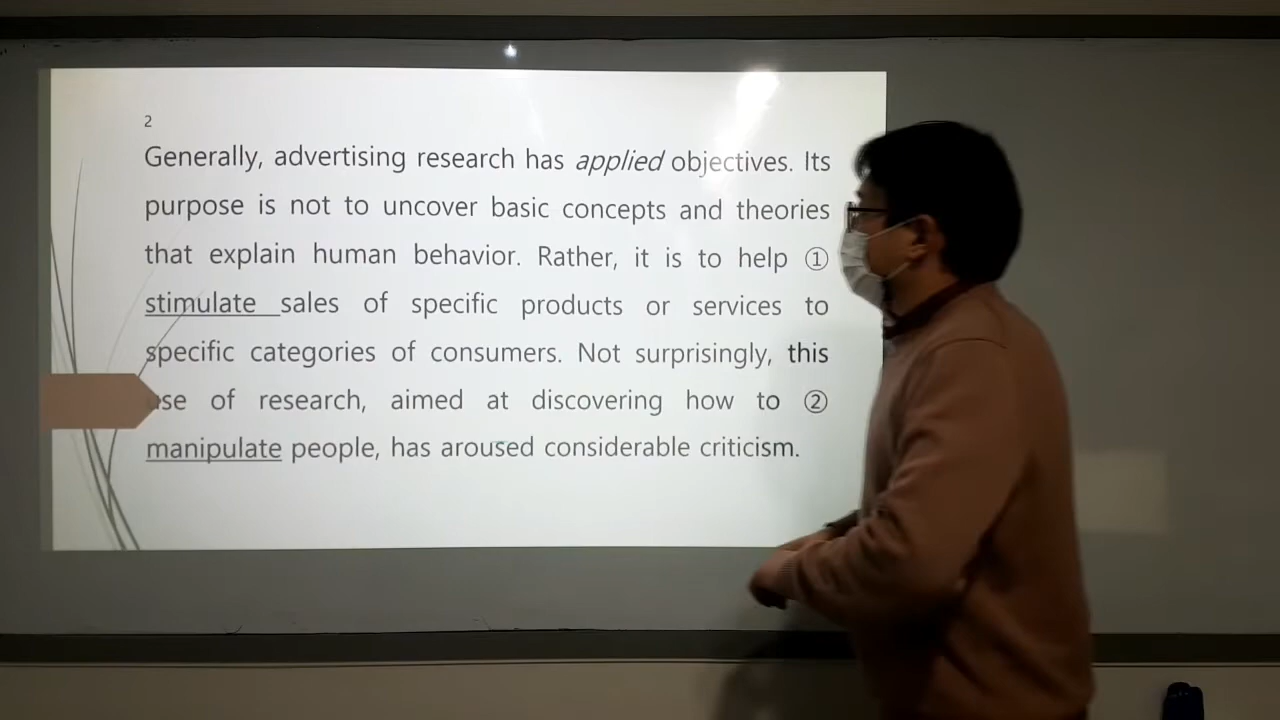 2
Generally, advertising research has applied objectives. Its
purpose is not to uncover basic concepts and theories
that explain human behavior. Rather, it is to help ①
stimulate sales of specific products or services to
specific categories of consumers. Not surprisingly, this
of research, aimed at discovering how to ②
manipulate people, has aroused considerable criticism.